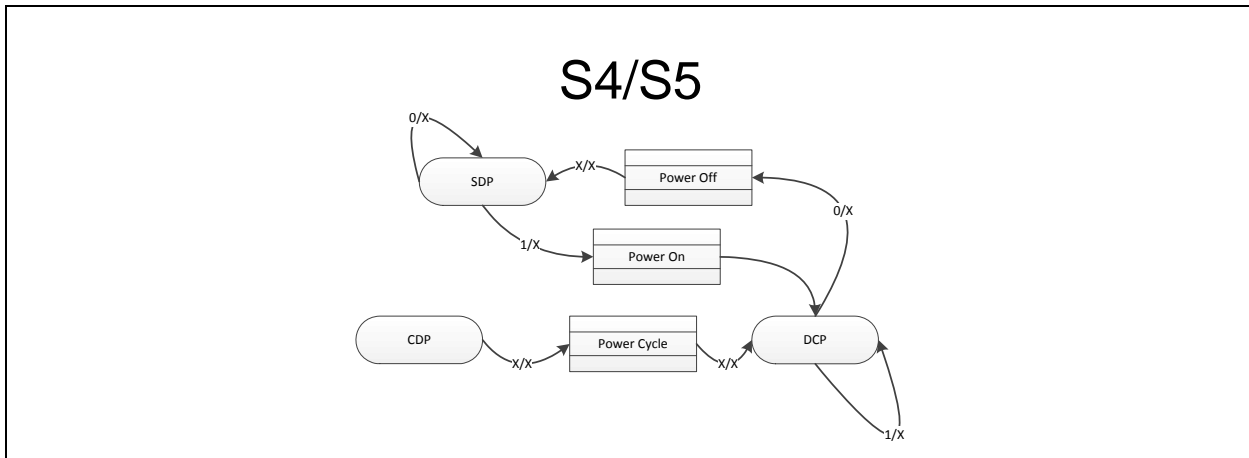 S4/S5
0/X
SDP
X/X
Power Off
0/X
1/X
Power On
CDP
X/X
Power Cycle
X/X
DCP
1/X